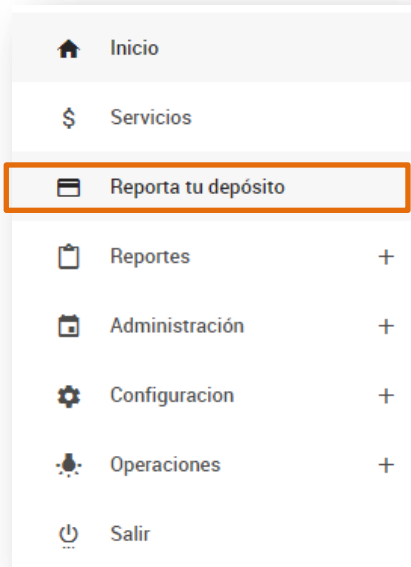 Inicio
Servicios
Reporta tu depósito
Reportes +
Administración +
Configuracion +
Operaciones +
Salir